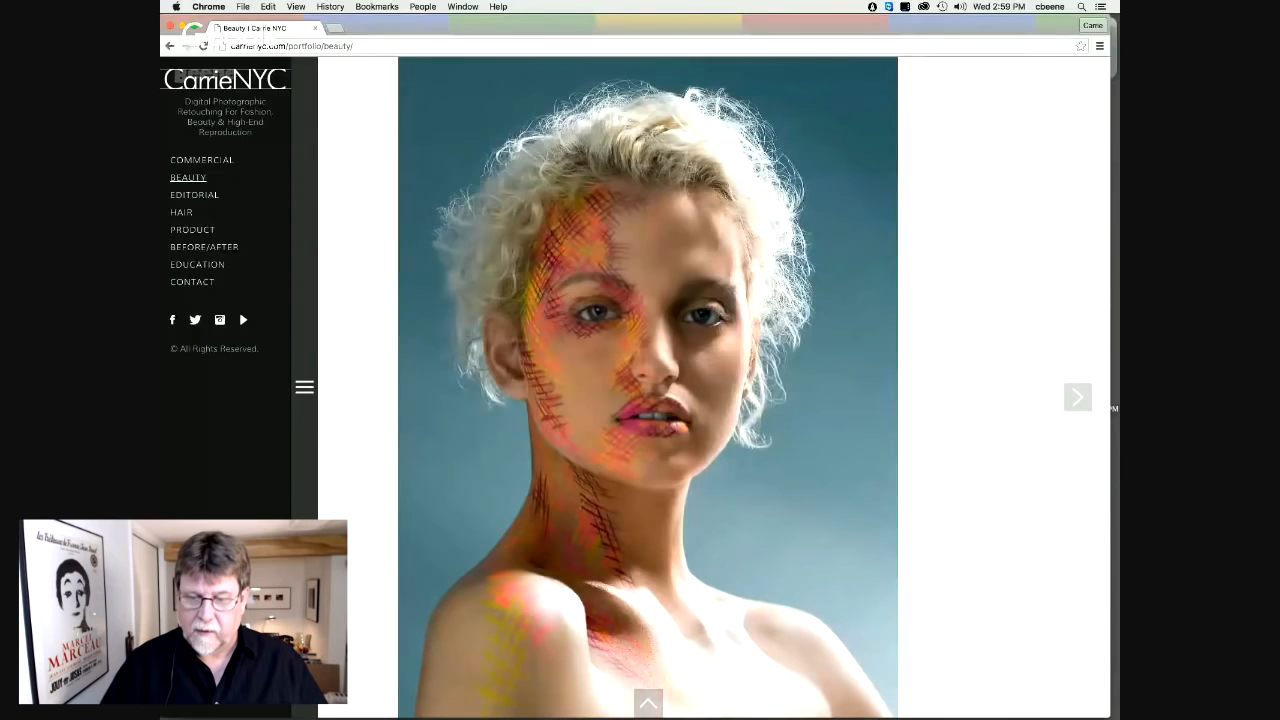 Chrome File Edit View History Bookmarks People Window Help
Wed 2:59 PM cbeene
Beauty | Carrie NYC
Carrie
carrienyc.com/portfolio/beauty/
CarrieNYC
Digital Photographic
Retouching For Fashion,
Beauty & High-End
Reproduction
COMMERCIAL
BEAUTY
EDITORIAL
HAIR
PRODUCT
BEFORE/AFTER
EDUCATION
CONTACT
© All Rights Reserved.
PM
MARCEL
MARCEAU